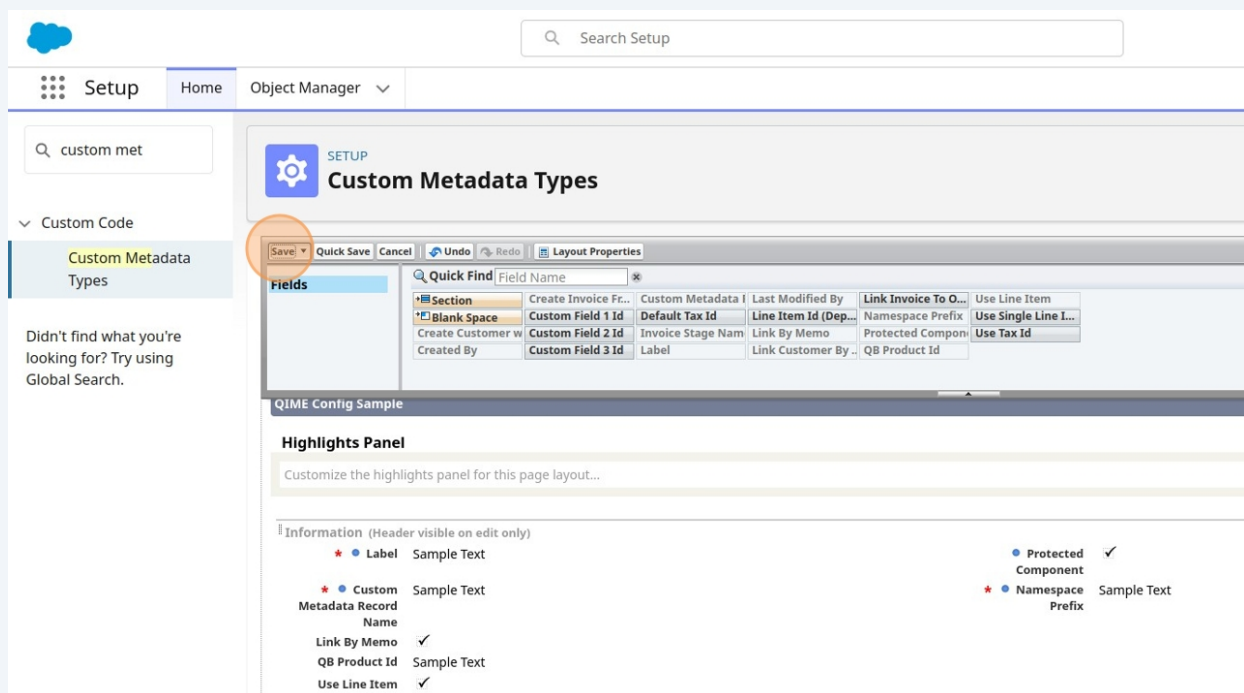 Search Setup
Setup Home Object Manager
custom met
Custom Code
Custom Metadata
Types
Didn't find what you're
looking for? Try using
Global Search.
SETUP
Custom Metadata Types
Save Quick Save Cancel Undo Redo Layout Properties
Fields
Quick Find Field Name
Section Create Invoice Fr... Custom Metadata Last Modified By Link Invoice To O... Use Line Item
Blank Space Custom Field 1 Id Default Tax Id Line Item Id (Dep... Namespace Prefix Use Single Line I...
Create Customer w Custom Field 2 Id Invoice Stage Nam Link By Memo Protected Compon Use Tax Id
Created By Custom Field 3 Id Label Link Customer By .. QB Product Id
QIME Config Sample
Highlights Panel
Customize the highlights panel for this page layout...
Information (Header visible on edit only)
* Label Sample Text
Protected
Component
* Custom
Metadata Record
Name
Sample Text
* Namespace
Prefix
Sample Text
Link By Memo
QB Product Id Sample Text
Use Line Item